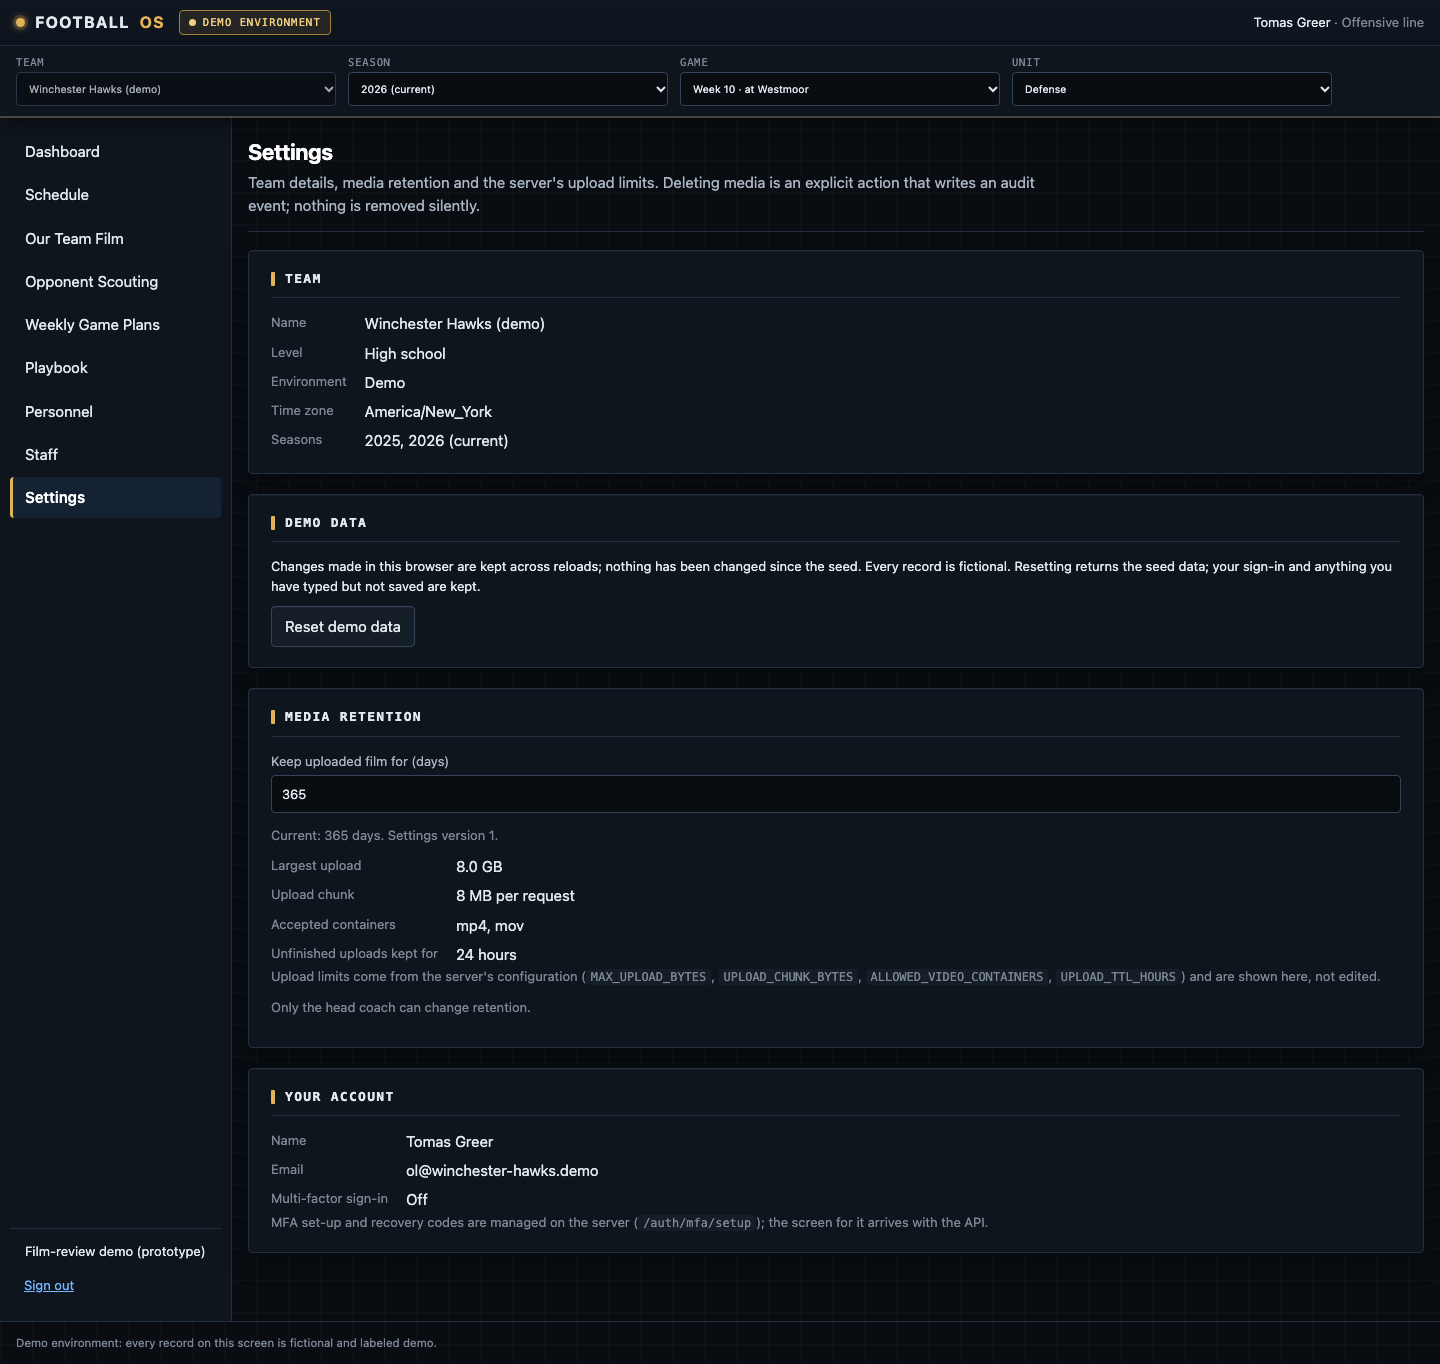 FOOTBALL OS
DEMO ENVIRONMENT
Tomas Greer · Offensive line
TEAM
Winchester Hawks (demo)
SEASON
2026 (current)
GAME
Week 10 · at Westmoor
UNIT
Defense
Dashboard
Schedule
Our Team Film
Opponent Scouting
Weekly Game Plans
Playbook
Personnel
Staff
Settings
Film-review demo (prototype)
Sign out
Settings
Team details, media retention and the server's upload limits. Deleting media is an explicit action that writes an audit
event; nothing is removed silently.
TEAM
Name Winchester Hawks (demo)
Level High school
Environment Demo
Time zone America/New_York
Seasons 2025, 2026 (current)
DEMO DATA
Changes made in this browser are kept across reloads; nothing has been changed since the seed. Every record is fictional. Resetting returns the seed data; your sign-in and anything you
have typed but not saved are kept.
Reset demo data
MEDIA RETENTION
Keep uploaded film for (days)
365
Current: 365 days. Settings version 1.
Largest upload 8.0 GB
Upload chunk 8 MB per request
Accepted containers mp4, mov
Unfinished uploads kept for 24 hours
Upload limits come from the server's configuration ( MAX_UPLOAD_BYTES , UPLOAD_CHUNK_BYTES , ALLOWED_VIDEO_CONTAINERS , UPLOAD_TTL_HOURS ) and are shown here, not edited.
Only the head coach can change retention.
YOUR ACCOUNT
Name Tomas Greer
Email ol@winchester-hawks.demo
Multi-factor sign-in Off
MFA set-up and recovery codes are managed on the server ( /auth/mfa/setup ); the screen for it arrives with the API.
Demo environment: every record on this screen is fictional and labeled demo.